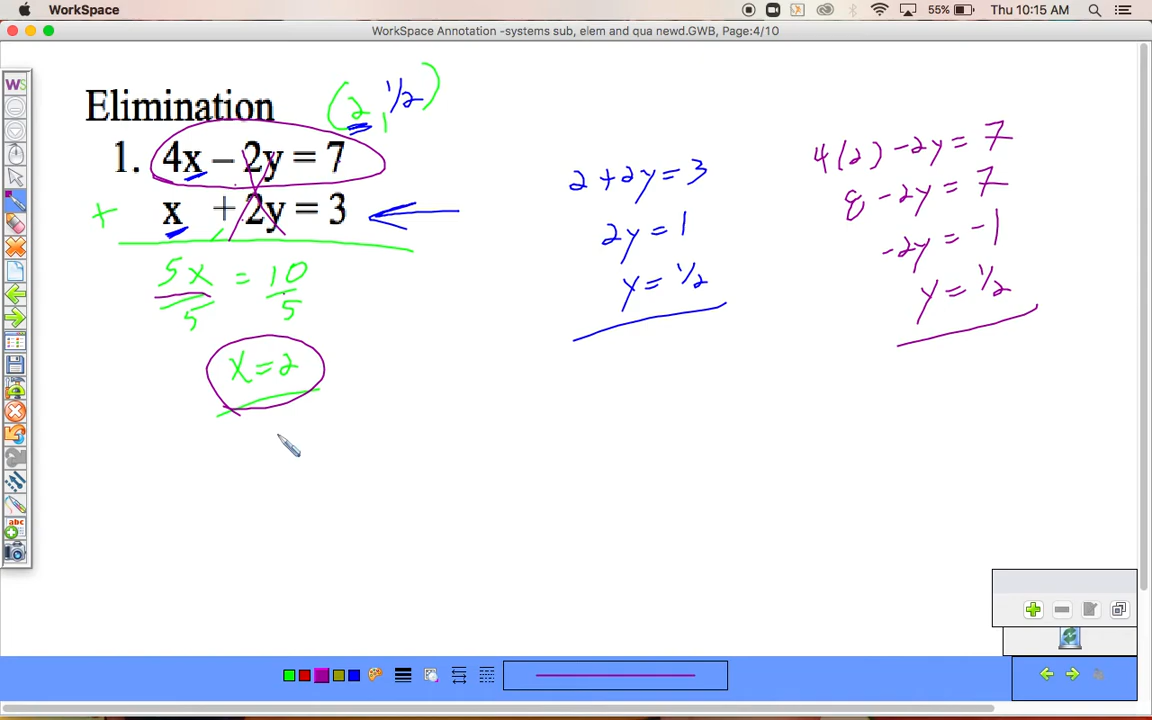 WorkSpace
55%
Thu 10:15 AM
WorkSpace Annotation -systems sub, elem and qua newd.GWB, Page:4/10
WS
Elimination
(2, 1/2)
1. 4x – 2y = 7
+ x + 2y = 3
5x = 10
5 5
x = 2
2 + 2y = 3
2y = 1
y = 1/2
4(2) - 2y = 7
8 - 2y = 7
-2y = -1
y = 1/2
abc